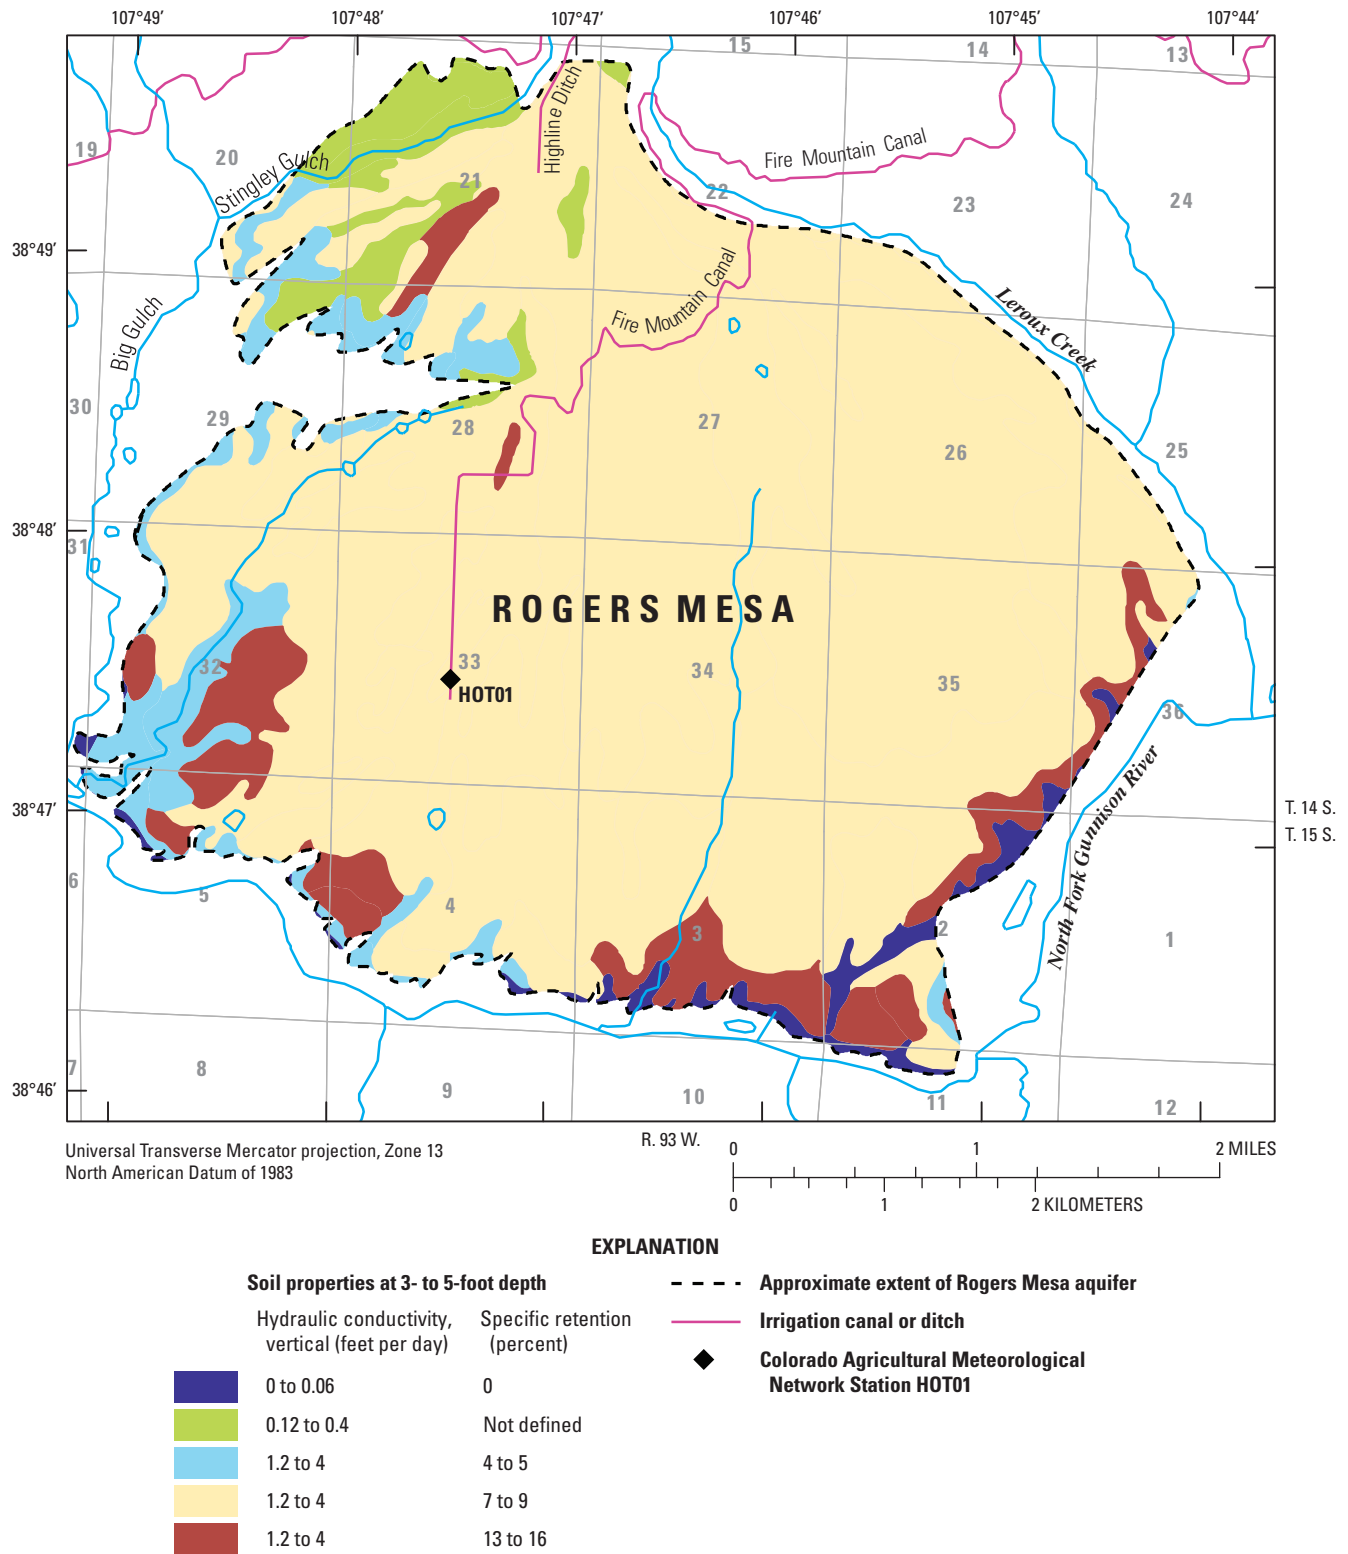 107°49′ 107°48′ 107°47′ 107°46′ 107°45′ 107°44′
15 14 13
19 20 21 22 23 24
Highline Ditch
Fire Mountain Canal
Stingley Gulch
38°49′
Big Gulch
Fire Mountain Canal
Leroux Creek
30 29 28 27 26 25
38°48′
31
ROGERS MESA
32 33 34 35 36
HOT01
North Fork Gunnison River
38°47′
T. 14 S.
T. 15 S.
6 5 4 3 2 1
38°46′
7 8 9 10 11 12
Universal Transverse Mercator projection, Zone 13
North American Datum of 1983
R. 93 W.
0 1 2 MILES
0 1 2 KILOMETERS
EXPLANATION
Soil properties at 3- to 5-foot depth
Hydraulic conductivity,
vertical (feet per day)
Specific retention
(percent)
0 to 0.06 0
0.12 to 0.4 Not defined
1.2 to 4 4 to 5
1.2 to 4 7 to 9
1.2 to 4 13 to 16
Approximate extent of Rogers Mesa aquifer
Irrigation canal or ditch
Colorado Agricultural Meteorological
Network Station HOT01